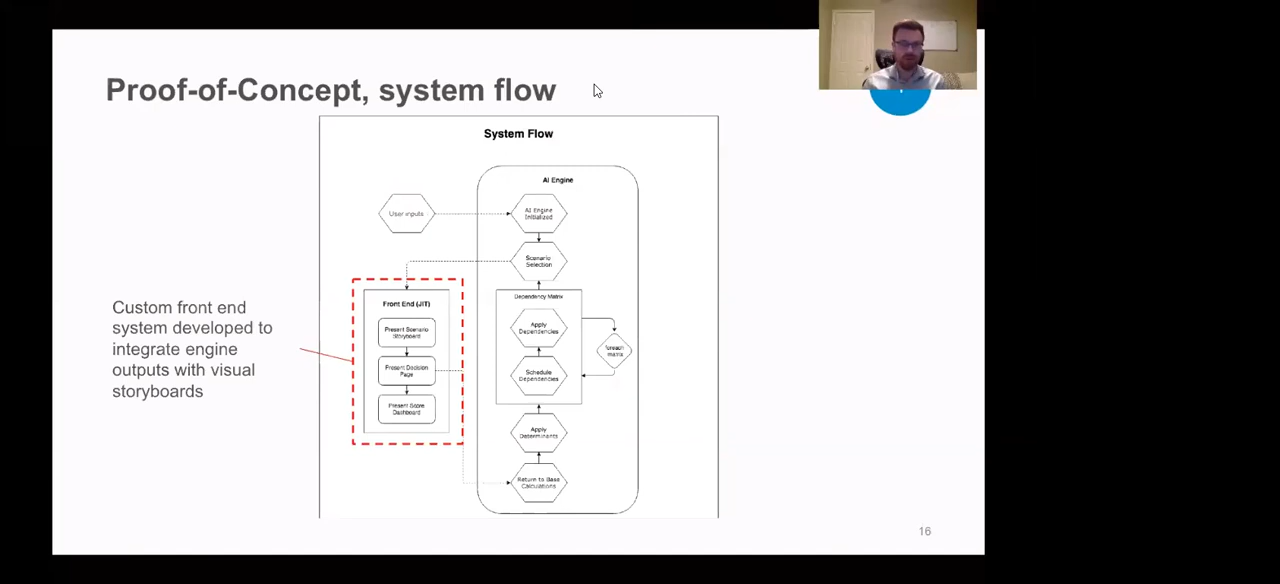 Proof-of-Concept, system flow
System Flow
AI Engine
User inputs
AI Engine
Initialized
Scenario
Selection
Dependency Matrix
Apply
Dependencies
foreach
matrix
Schedule
Dependencies
Apply
Determinants
Return to Base
Calculations
Front End (JIT)
Present Scenario
Storyboard
Present Decision
Page
Present Score
Dashboard
Custom front end
system developed to
integrate engine
outputs with visual
storyboards
16